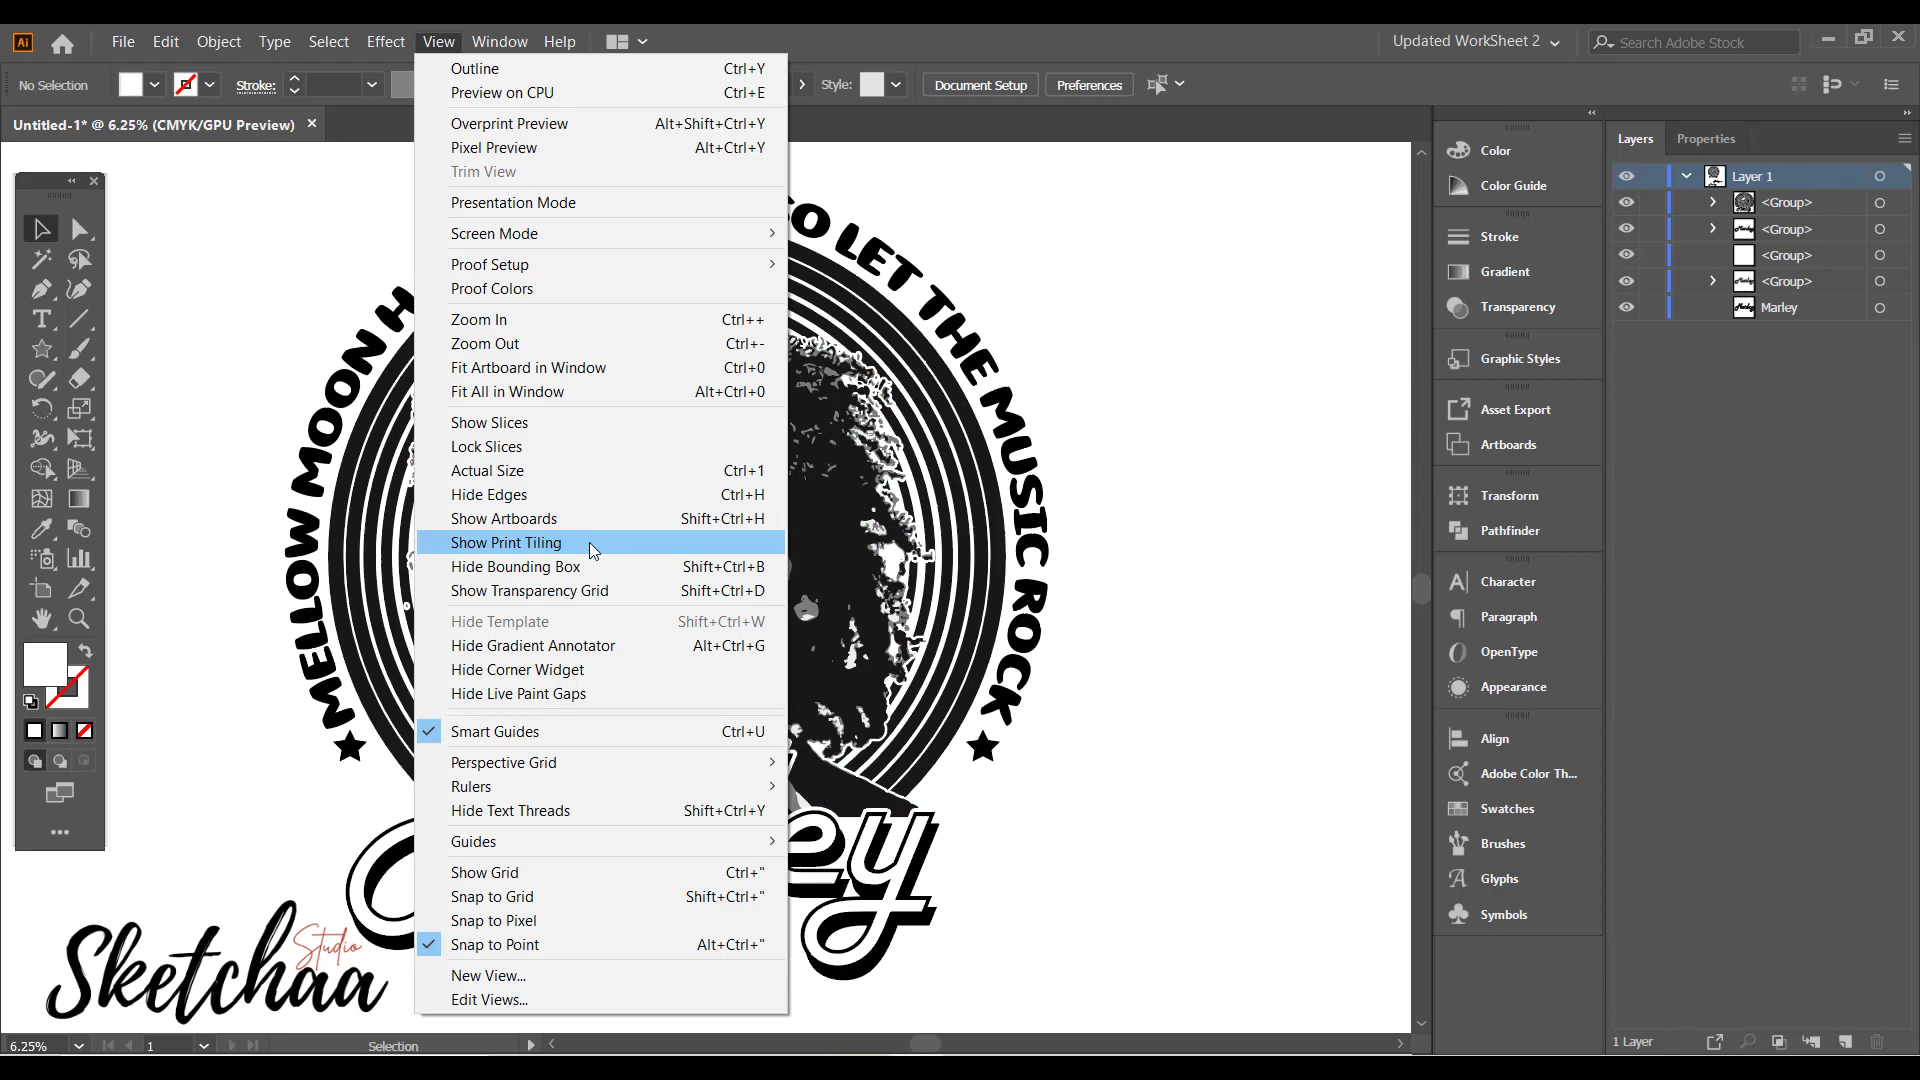 Ai
File Edit Object Type Select Effect View Window Help
Updated WorkSheet 2
Search Adobe Stock
No Selection
Stroke:
Style:
Document Setup
Preferences
Untitled-1* @ 6.25% (CMYK/GPU Preview)
Outline Ctrl+Y
Preview on CPU Ctrl+E
Overprint Preview Alt+Shift+Ctrl+Y
Pixel Preview Alt+Ctrl+Y
Trim View
Presentation Mode
Screen Mode
Proof Setup
Proof Colors
Zoom In Ctrl++
Zoom Out Ctrl+-
Fit Artboard in Window Ctrl+0
Fit All in Window Alt+Ctrl+0
Show Slices
Lock Slices
Actual Size Ctrl+1
Hide Edges Ctrl+H
Show Artboards Shift+Ctrl+H
Show Print Tiling
Hide Bounding Box Shift+Ctrl+B
Show Transparency Grid Shift+Ctrl+D
Hide Template Shift+Ctrl+W
Hide Gradient Annotator Alt+Ctrl+G
Hide Corner Widget
Hide Live Paint Gaps
Smart Guides Ctrl+U
Perspective Grid
Rulers
Hide Text Threads Shift+Ctrl+Y
Guides
Show Grid Ctrl+"
Snap to Grid Shift+Ctrl+"
Snap to Pixel
Snap to Point Alt+Ctrl+"
New View...
Edit Views...
MELLOW MOON H
O LET THE MUSIC ROCK
ey
Sketchaa
Studio
Color
Color Guide
Stroke
Gradient
Transparency
Graphic Styles
Asset Export
Artboards
Transform
Pathfinder
Character
Paragraph
OpenType
Appearance
Align
Adobe Color Th...
Swatches
Brushes
Glyphs
Symbols
Layers Properties
Layer 1
<Group>
<Group>
<Group>
<Group>
Marley
1 Layer
6.25%
1
Selection